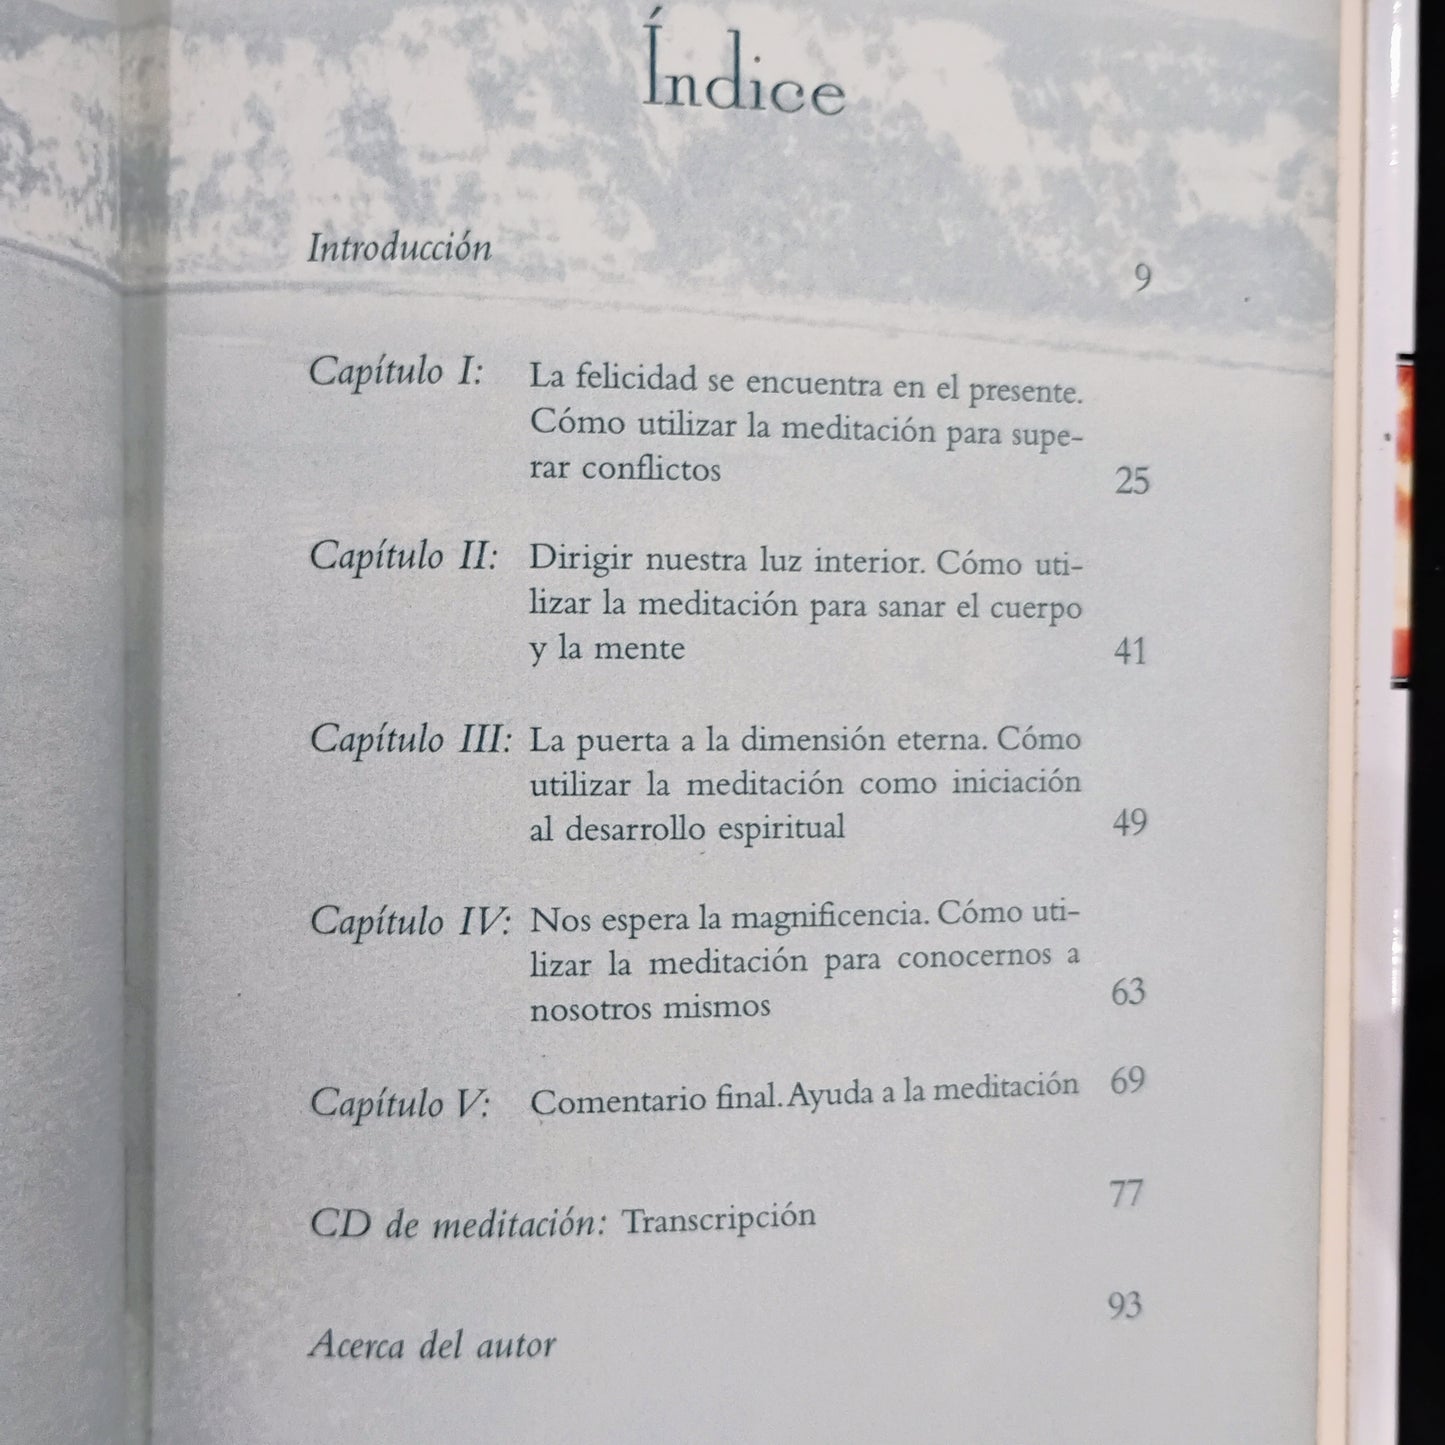 Índice
Introducción 9
Capítulo I: La felicidad se encuentra en el presente.
Cómo utilizar la meditación para supe-
rar conflictos 25
Capítulo II: Dirigir nuestra luz interior. Cómo uti-
lizar la meditación para sanar el cuerpo
y la mente 41
Capítulo III: La puerta a la dimensión eterna. Cómo
utilizar la meditación como iniciación
al desarrollo espiritual 49
Capítulo IV: Nos espera la magnificencia. Cómo uti-
lizar la meditación para conocernos a
nosotros mismos 63
Capítulo V: Comentario final. Ayuda a la meditación 69
CD de meditación: Transcripción 77
Acerca del autor 93